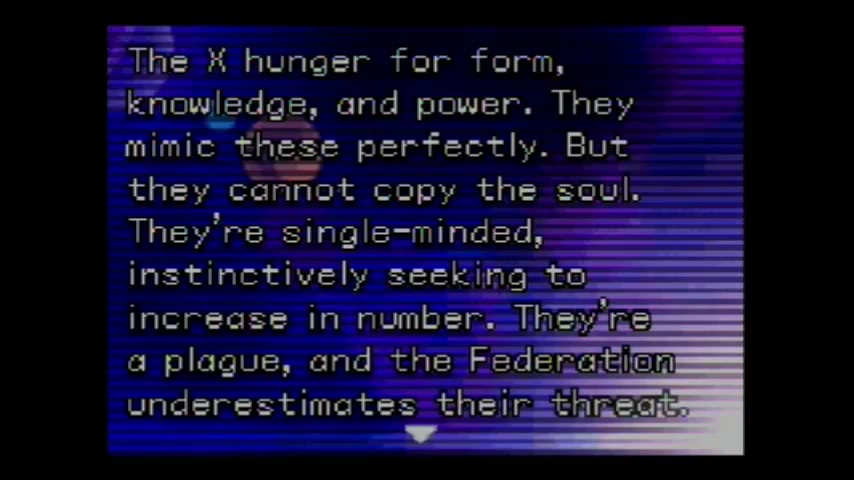 The X hunger for form,
knowledge, and power. They
mimic these perfectly. But
they cannot copy the soul.
They're single-minded,
instinctively seeking to
increase in number. They're
a plague, and the Federation
underestimates their threat.